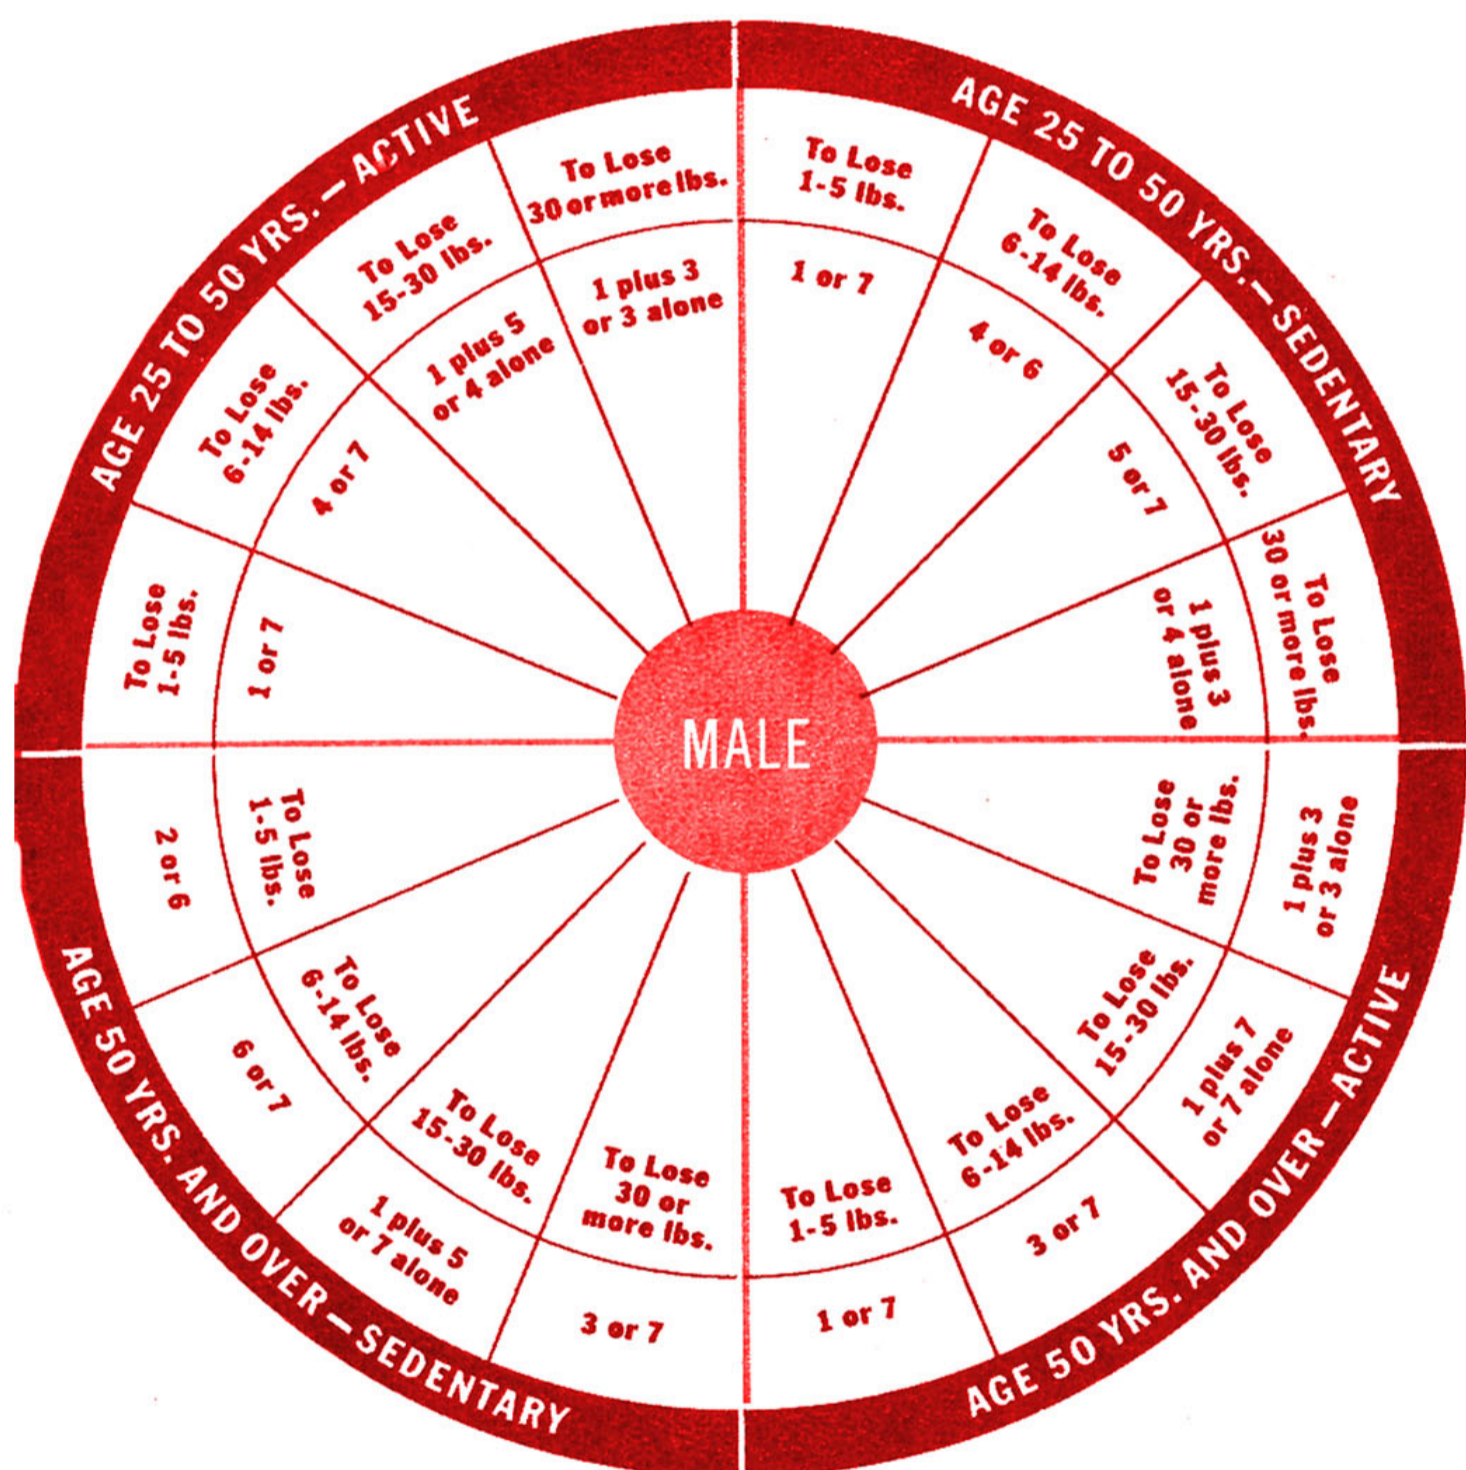 AGE 25 TO 50 YRS.—ACTIVE
To Lose
1-5 lbs.
1 or 7
To Lose
6-14 lbs.
4 or 7
To Lose
15-30 lbs.
1 plus 5
or 4 alone
To Lose
30 or more lbs.
1 plus 3
or 3 alone
AGE 25 TO 50 YRS.—SEDENTARY
To Lose
1-5 lbs.
1 or 7
To Lose
6-14 lbs.
4 or 6
To Lose
15-30 lbs.
5 or 7
To Lose
30 or more lbs.
1 plus 3
or 4 alone
MALE
To Lose
1-5 lbs.
2 or 6
To Lose
6-14 lbs.
6 or 7
To Lose
15-30 lbs.
1 plus 5
or 7 alone
To Lose
30 or
more lbs.
3 or 7
AGE 50 YRS. AND OVER—SEDENTARY
To Lose
1-5 lbs.
1 or 7
To Lose
6-14 lbs.
3 or 7
To Lose
15-30 lbs.
1 plus 7
or 7 alone
To Lose
30 or
more lbs.
1 plus 3
or 3 alone
AGE 50 YRS. AND OVER—ACTIVE